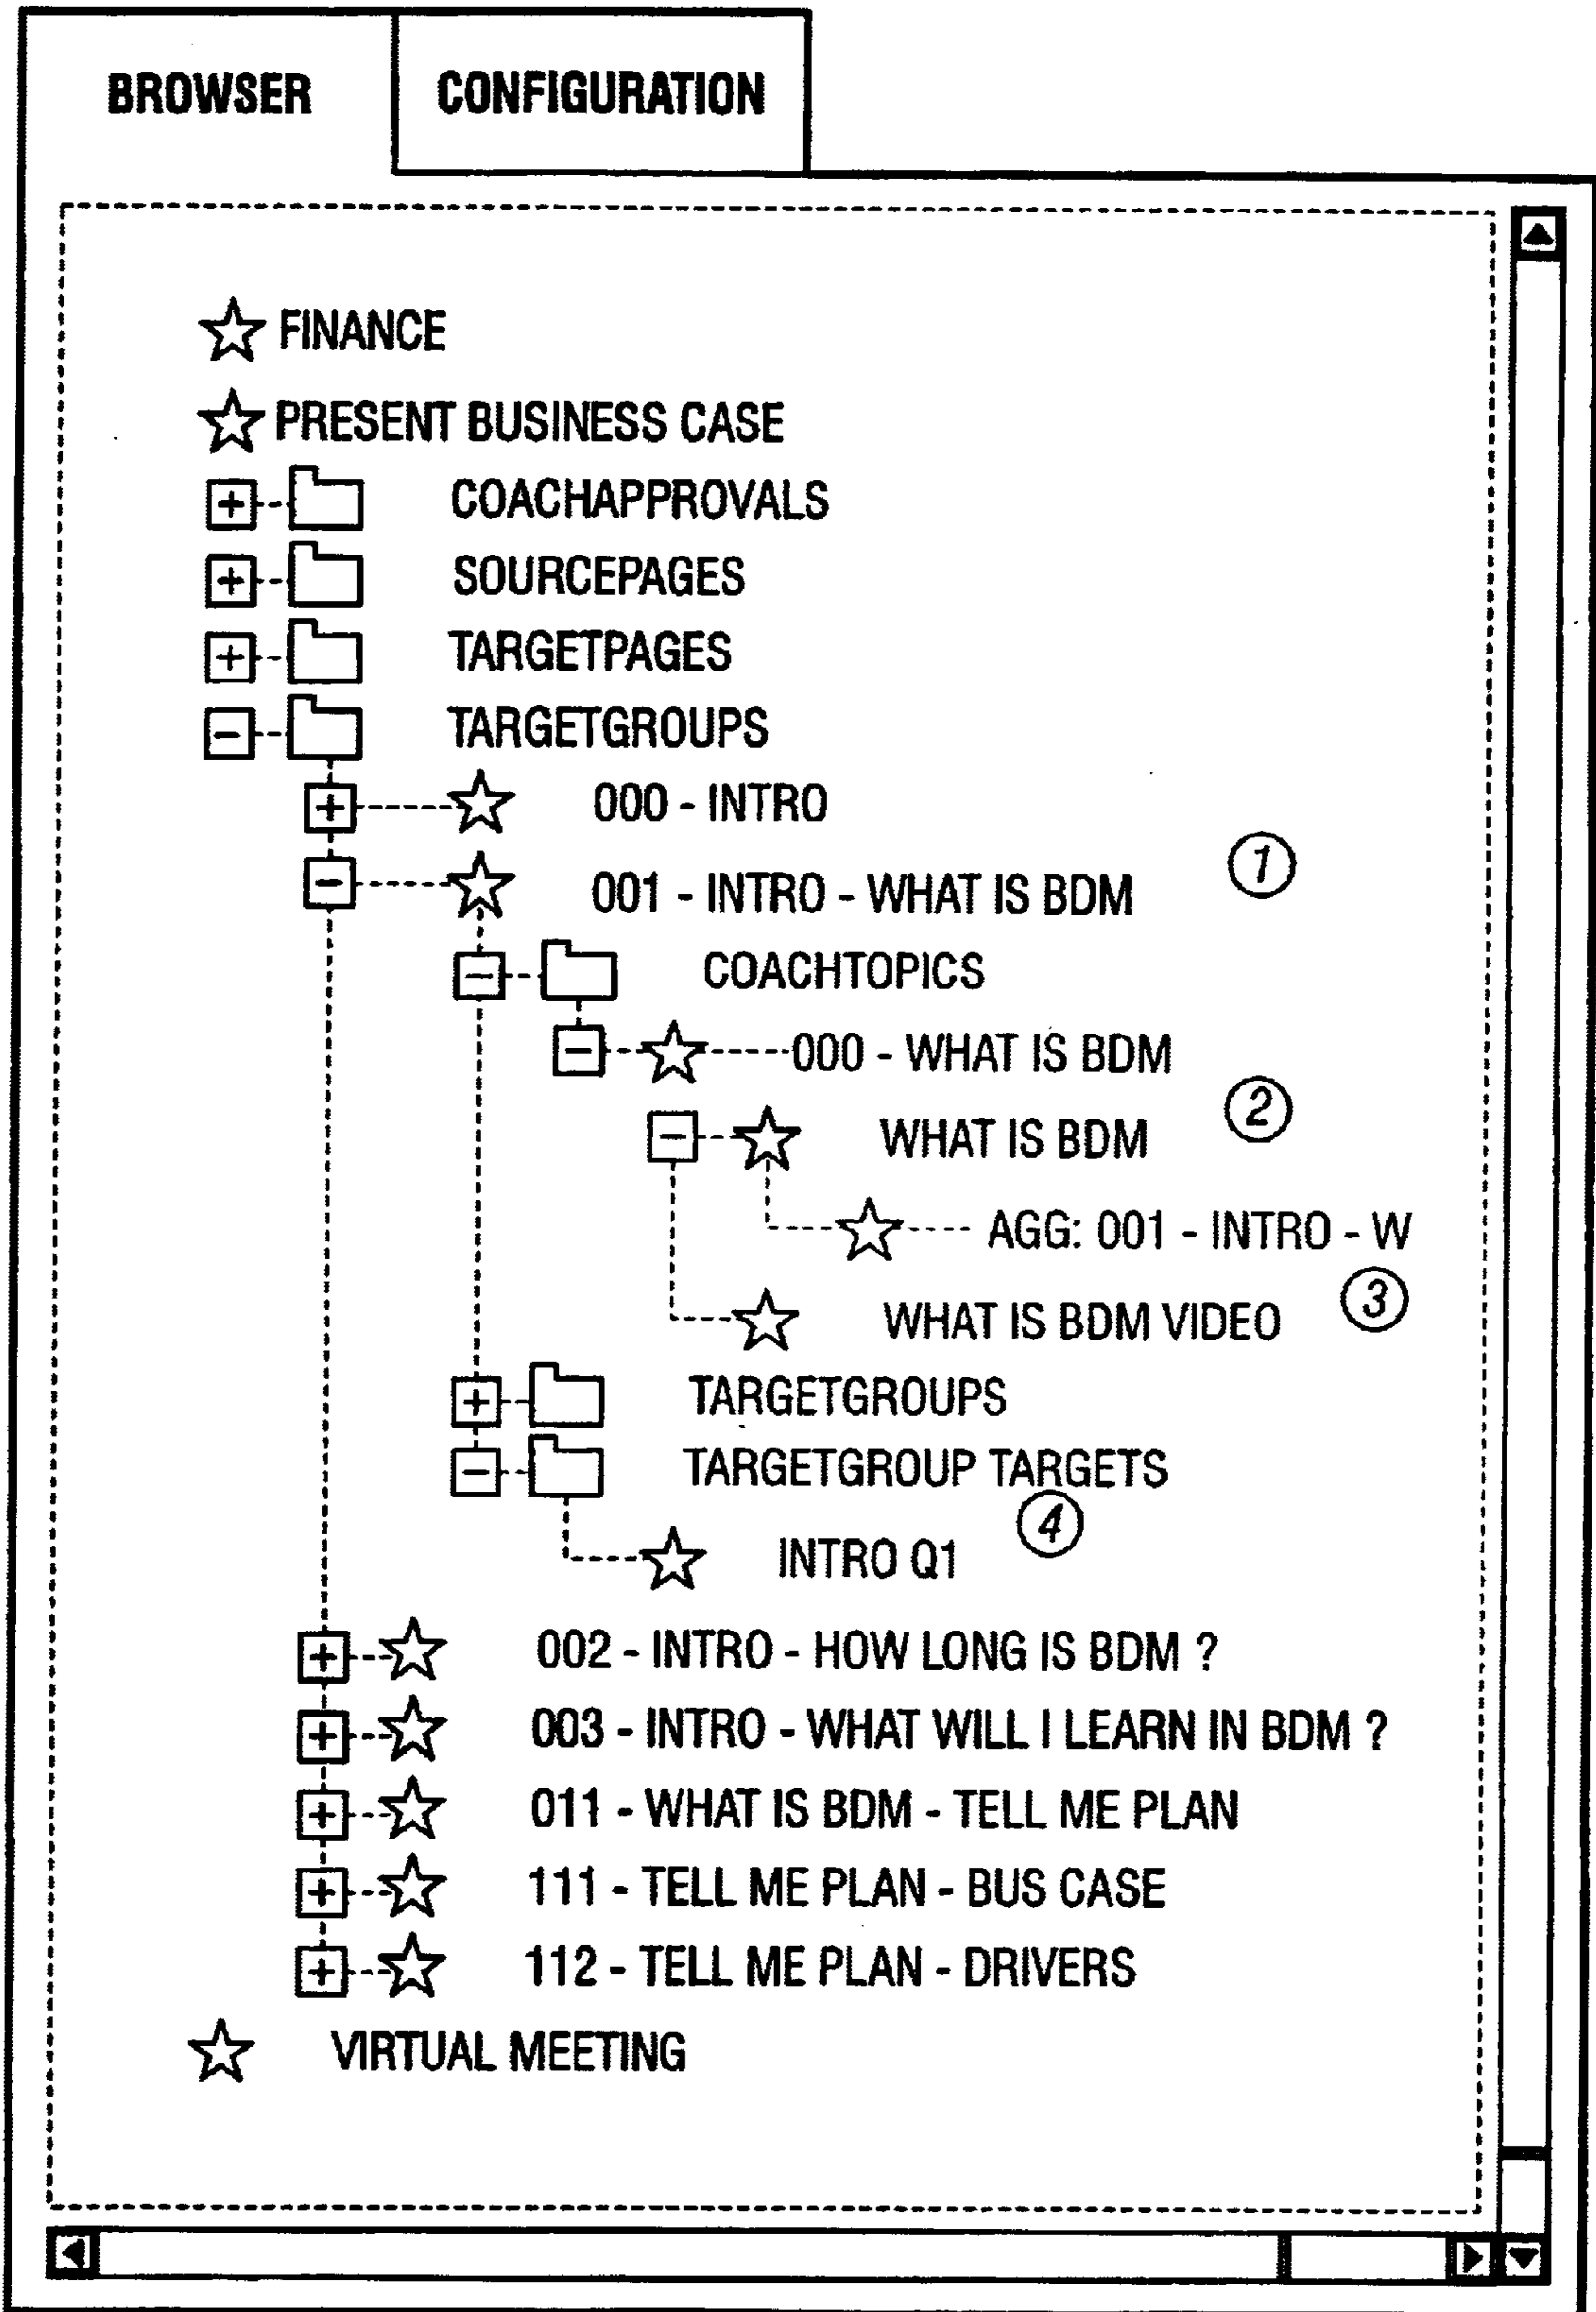 BROWSER CONFIGURATION
FINANCE
PRESENT BUSINESS CASE
COACHAPPROVALS
SOURCEPAGES
TARGETPAGES
TARGETGROUPS
000 - INTRO
001 - INTRO - WHAT IS BDM 1
COACHTOPICS
000 - WHAT IS BDM
WHAT IS BDM 2
AGG: 001 - INTRO - W
WHAT IS BDM VIDEO 3
TARGETGROUPS
TARGETGROUP TARGETS
INTRO Q1 4
002 - INTRO - HOW LONG IS BDM ?
003 - INTRO - WHAT WILL I LEARN IN BDM ?
011 - WHAT IS BDM - TELL ME PLAN
111 - TELL ME PLAN - BUS CASE
112 - TELL ME PLAN - DRIVERS
VIRTUAL MEETING